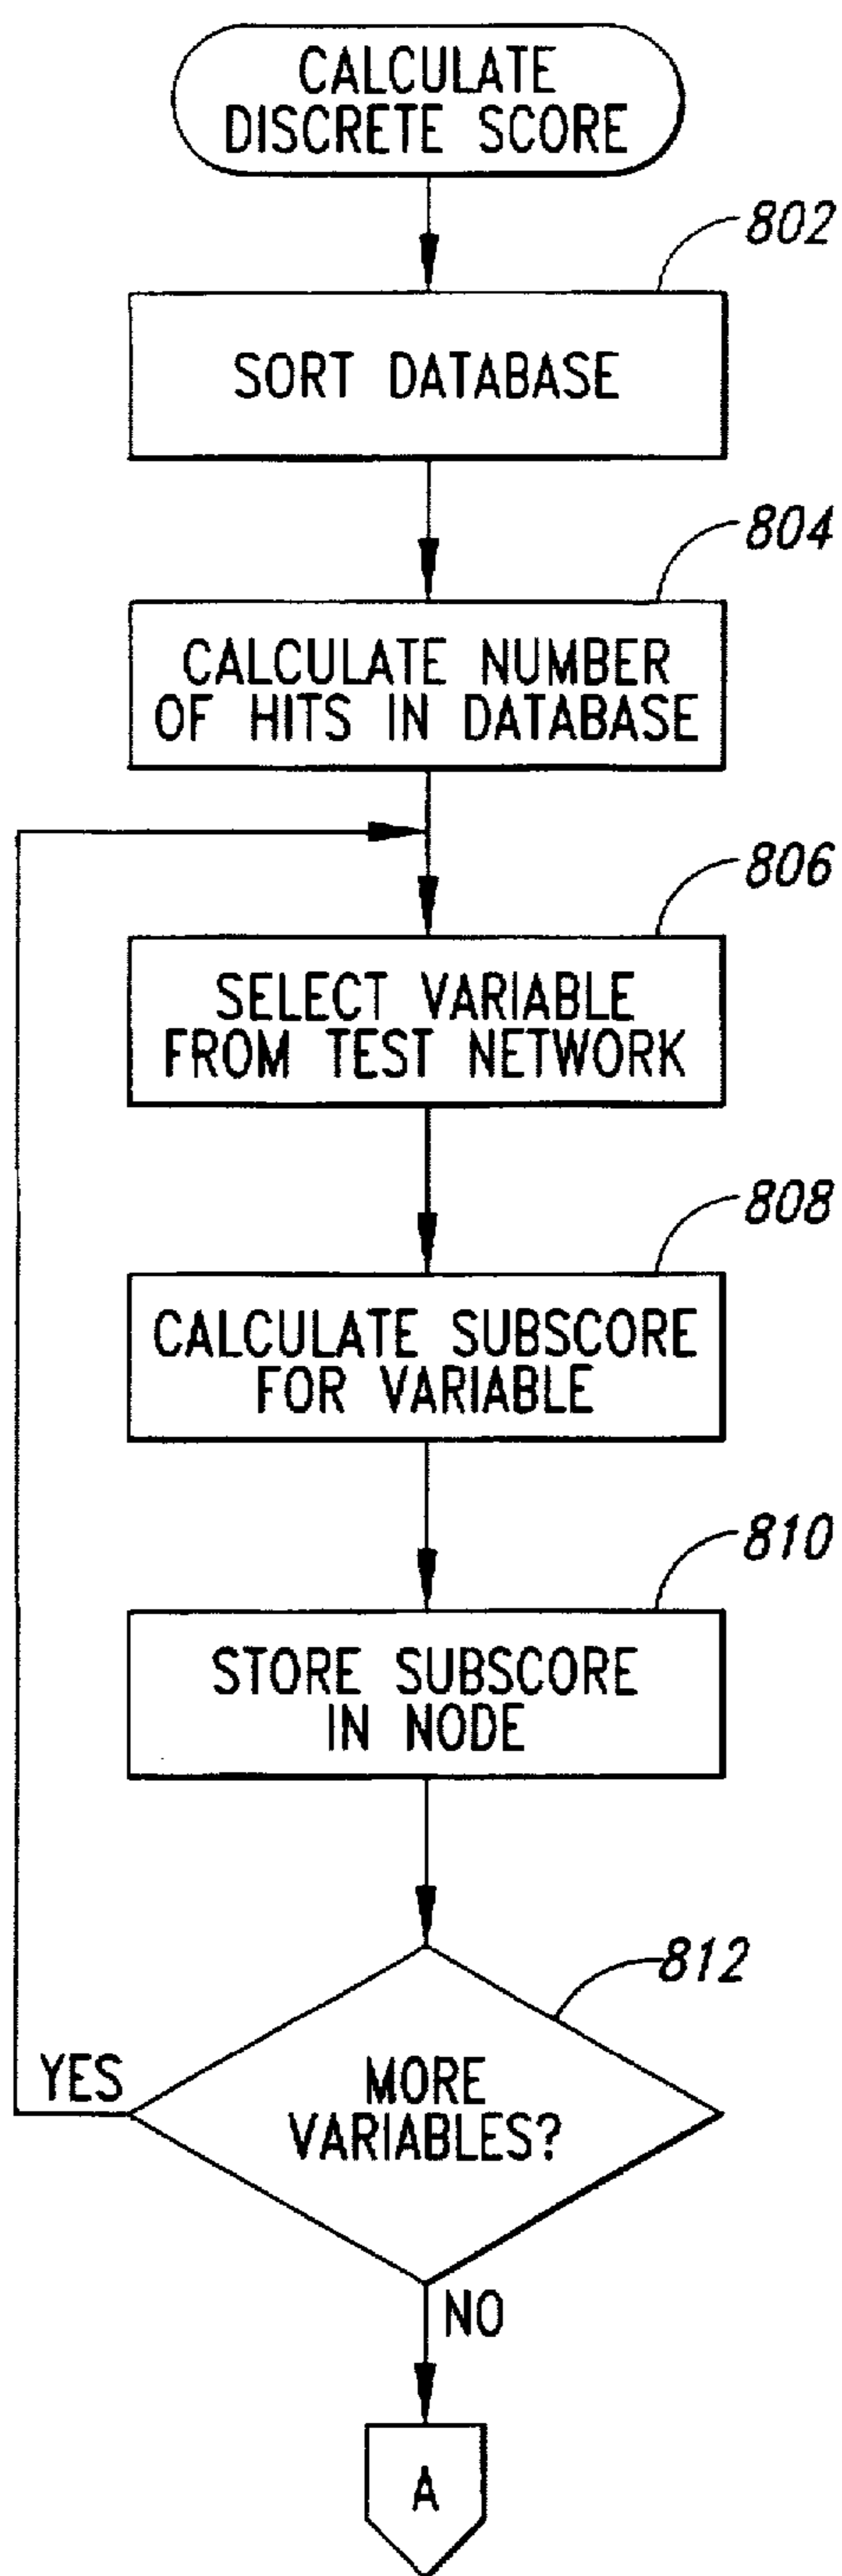 CALCULATE
DISCRETE SCORE
802
SORT DATABASE
804
CALCULATE NUMBER
OF HITS IN DATABASE
806
SELECT VARIABLE
FROM TEST NETWORK
808
CALCULATE SUBSCORE
FOR VARIABLE
810
STORE SUBSCORE
IN NODE
812
YES
MORE
VARIABLES?
NO
A